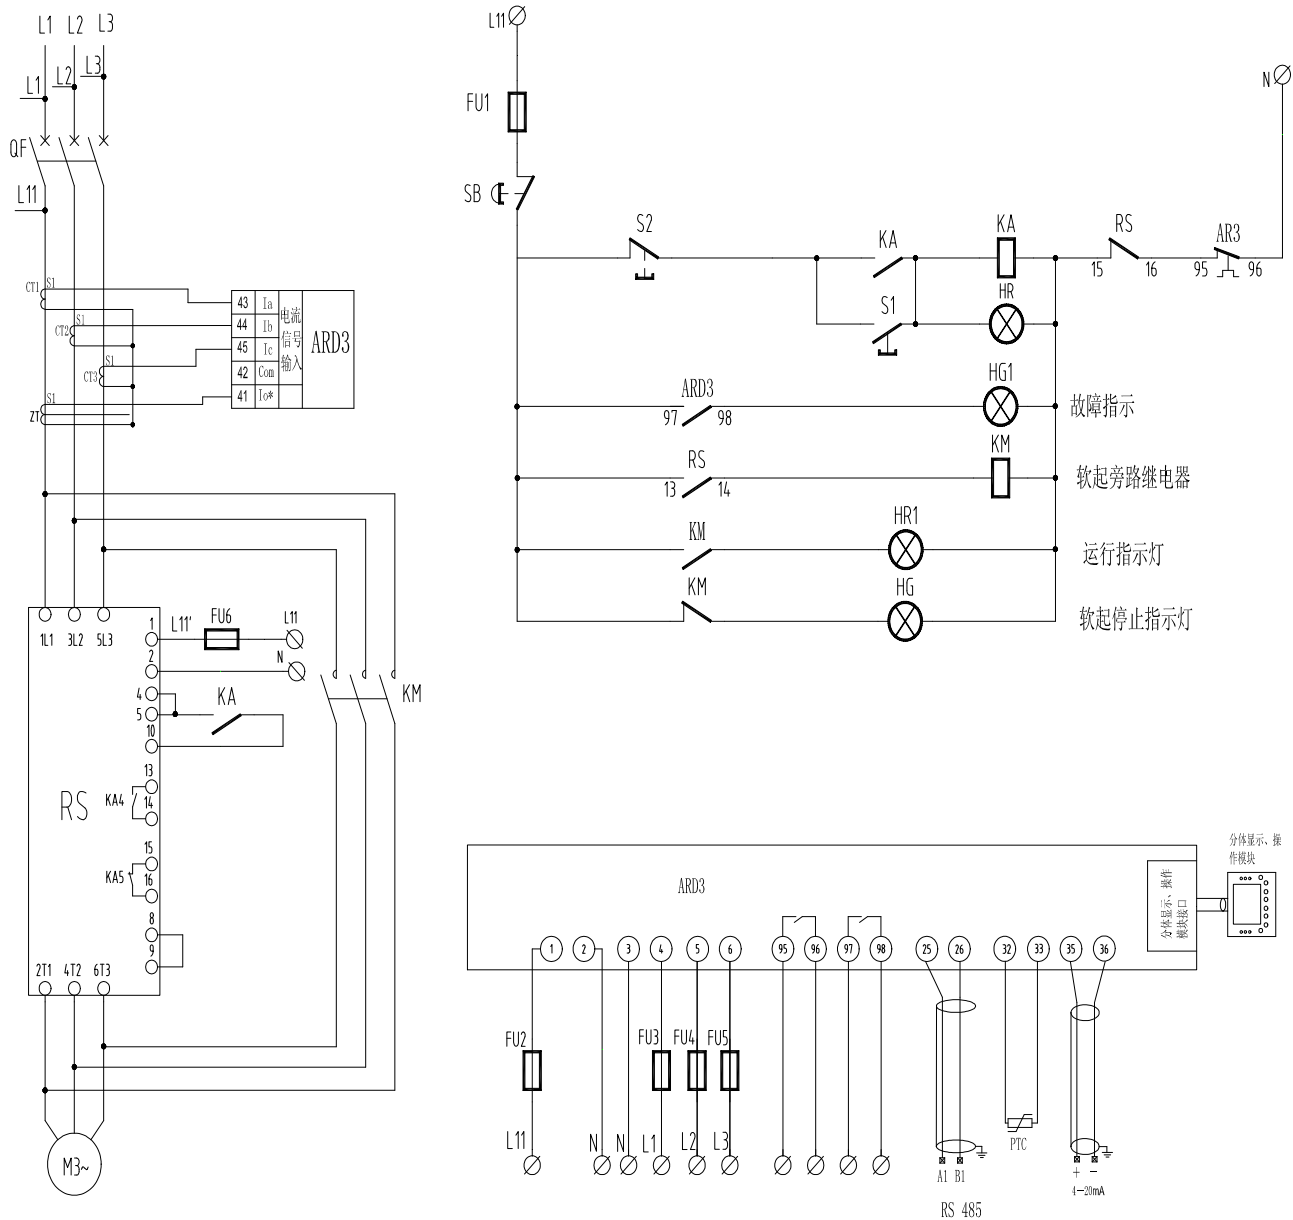 L1 L2 L3
L1 L2 L3
QF
L11
CT1 S1
CT2 S1
CT3 S1
ZT S1
43 Ia
44 Ib
45 Ic
42 Com
41 Io*
电流
信号
输入
ARD3
1L1 3L2 5L3
1 L11' FU6 L11
2 N
4
5 KA
10
KM
RS
13
KA4 14
15
KA5 16
8
9
2T1 4T2 6T3
M3~
L11
N
FU1
SB
S2 KA KA RS AR3
15 16 95 96
S1 HR
ARD3 HG1
97 98 故障指示
RS KM
13 14 软起旁路继电器
KM HR1
运行指示灯
KM HG
软起停止指示灯
分体显示、操
作模块
ARD3
分体显示、操作
模块接口
1 2 3 4 5 6 95 96 97 98 25 26 32 33 35 36
FU2 FU3 FU4 FU5
L11 N N L1 L2 L3
PTC
A1 B1
+ -
4-20mA
RS 485